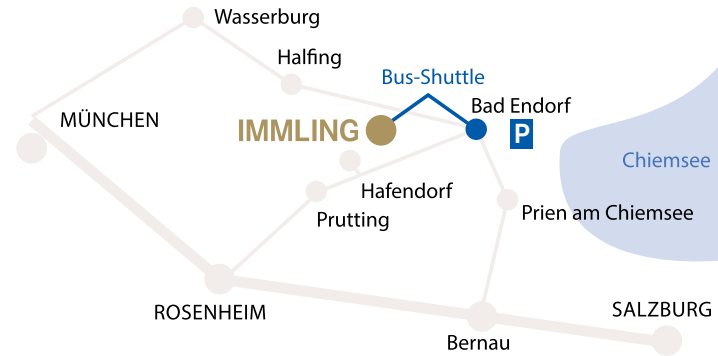 Wasserburg
Halfing
Bus-Shuttle
Bad Endorf
MÜNCHEN
IMMLING
P
Chiemsee
Hafendorf
Prutting
Prien am Chiemsee
ROSENHEIM
SALZBURG
Bernau